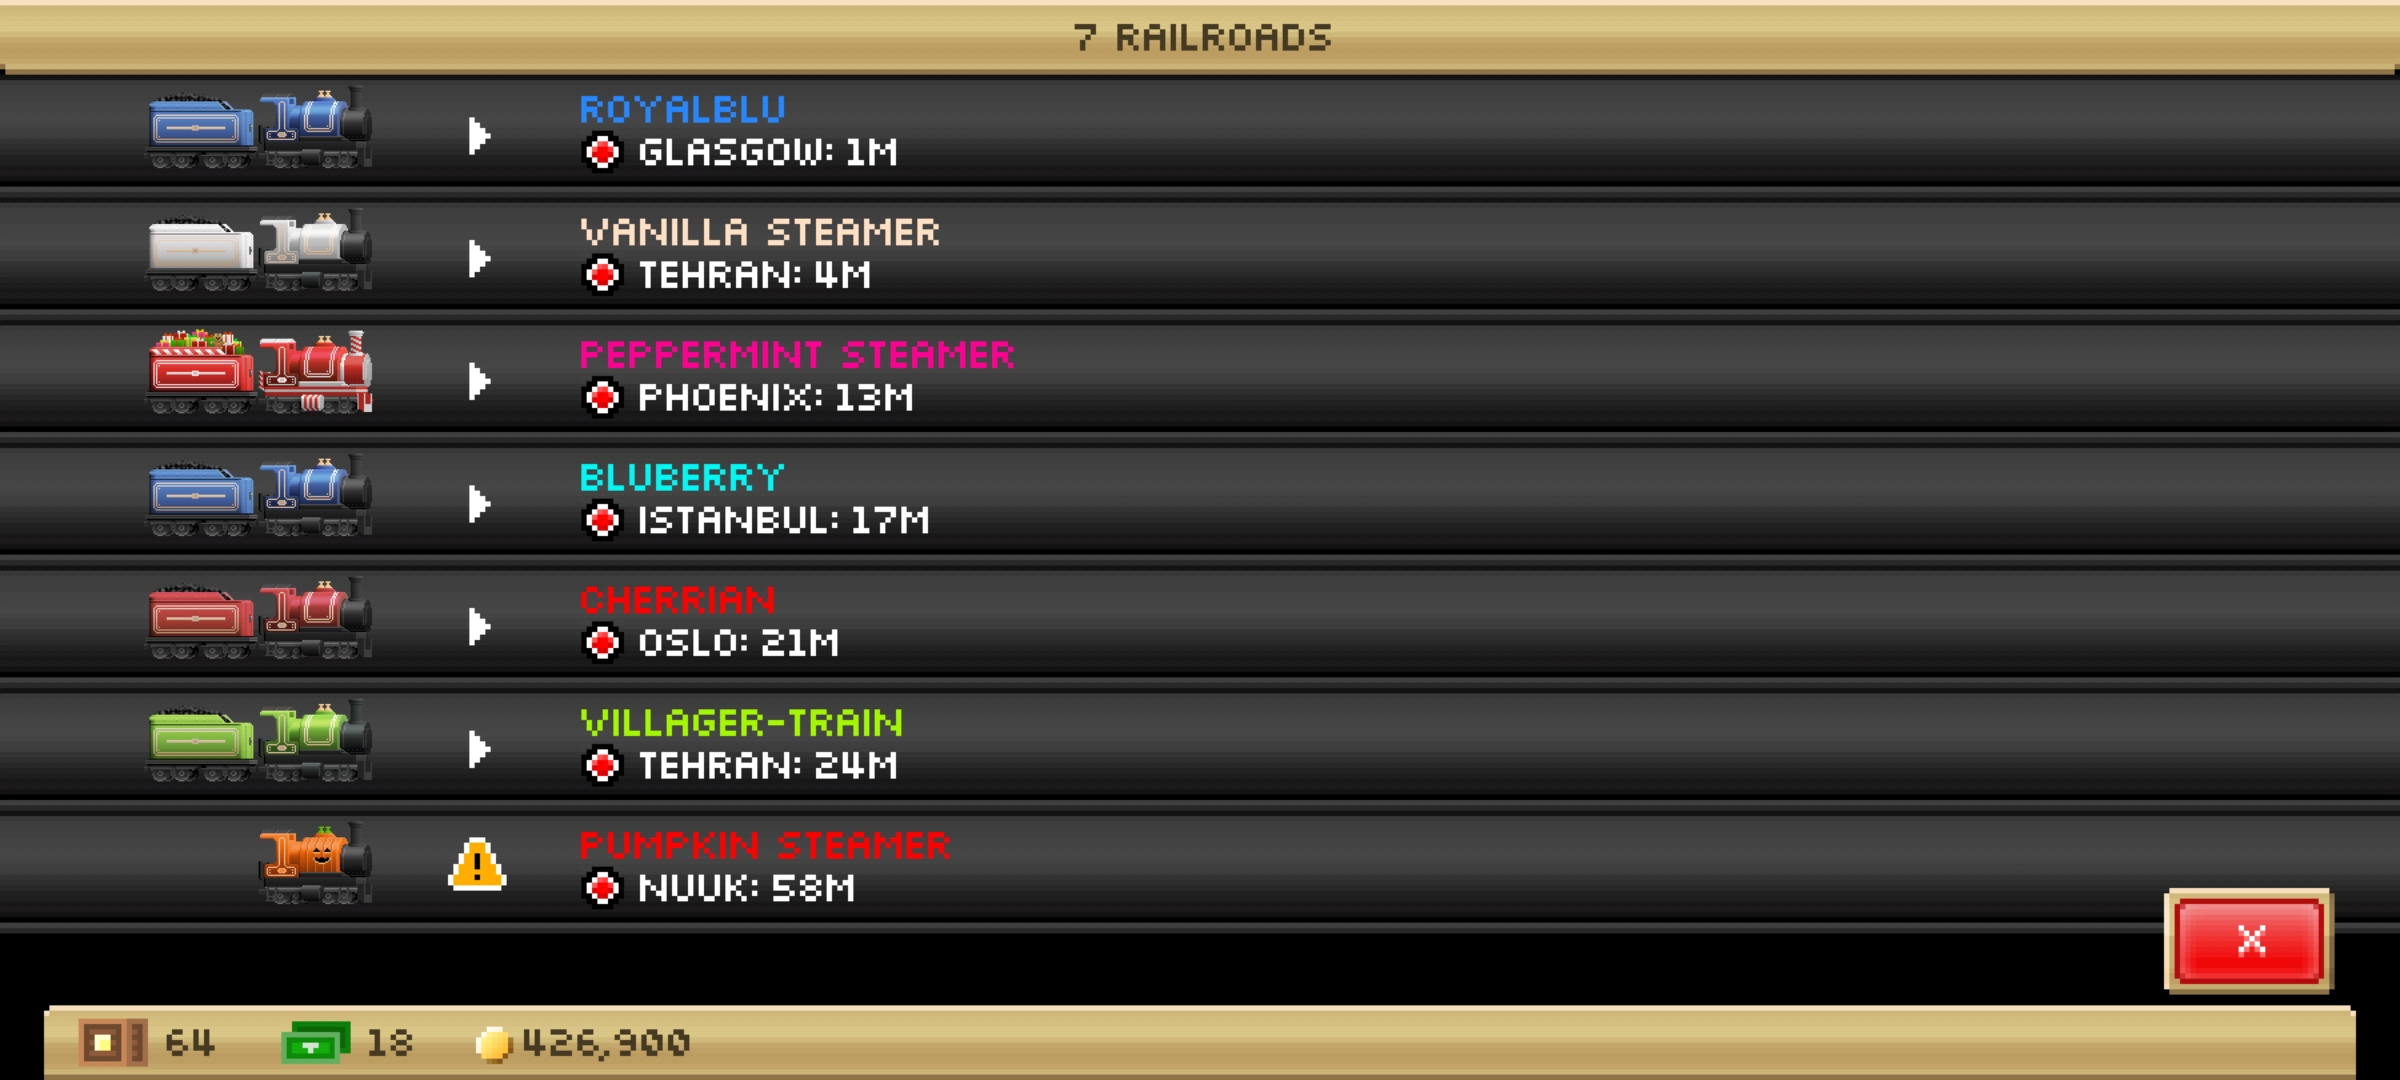 7 RAILROADS
ROYALBLU
GLASGOW: 1M
VANILLA STEAMER
TEHRAN: 4M
PEPPERMINT STEAMER
PHOENIX: 13M
BLUBERRY
ISTANBUL: 17M
CHERRIAN
OSLO: 21M
VILLAGER-TRAIN
TEHRAN: 24M
PUMPKIN STEAMER
NUUK: 58M
X
64 18 426,900